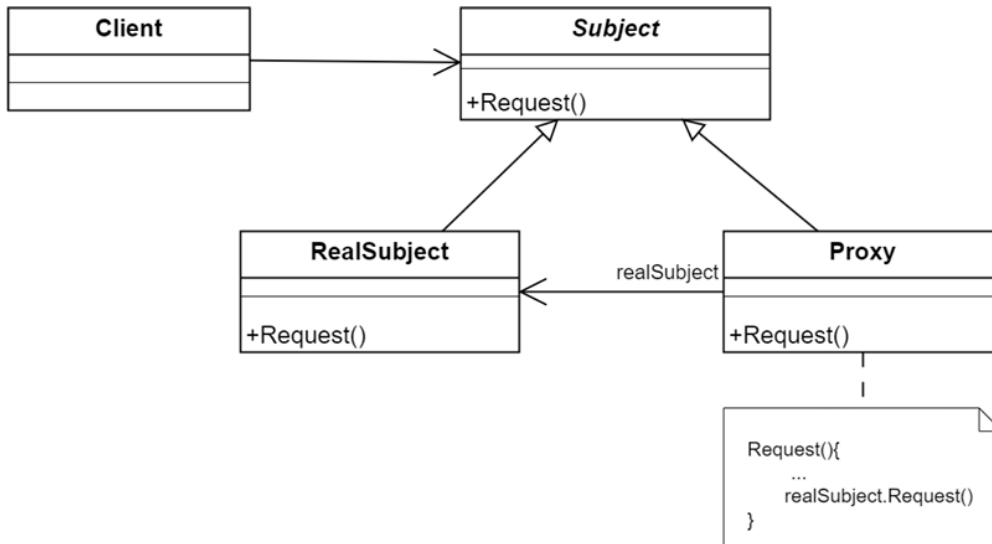 Client
Subject
+Request()
RealSubject
+Request()
realSubject
Proxy
+Request()
Request(){
...
realSubject.Request()
}